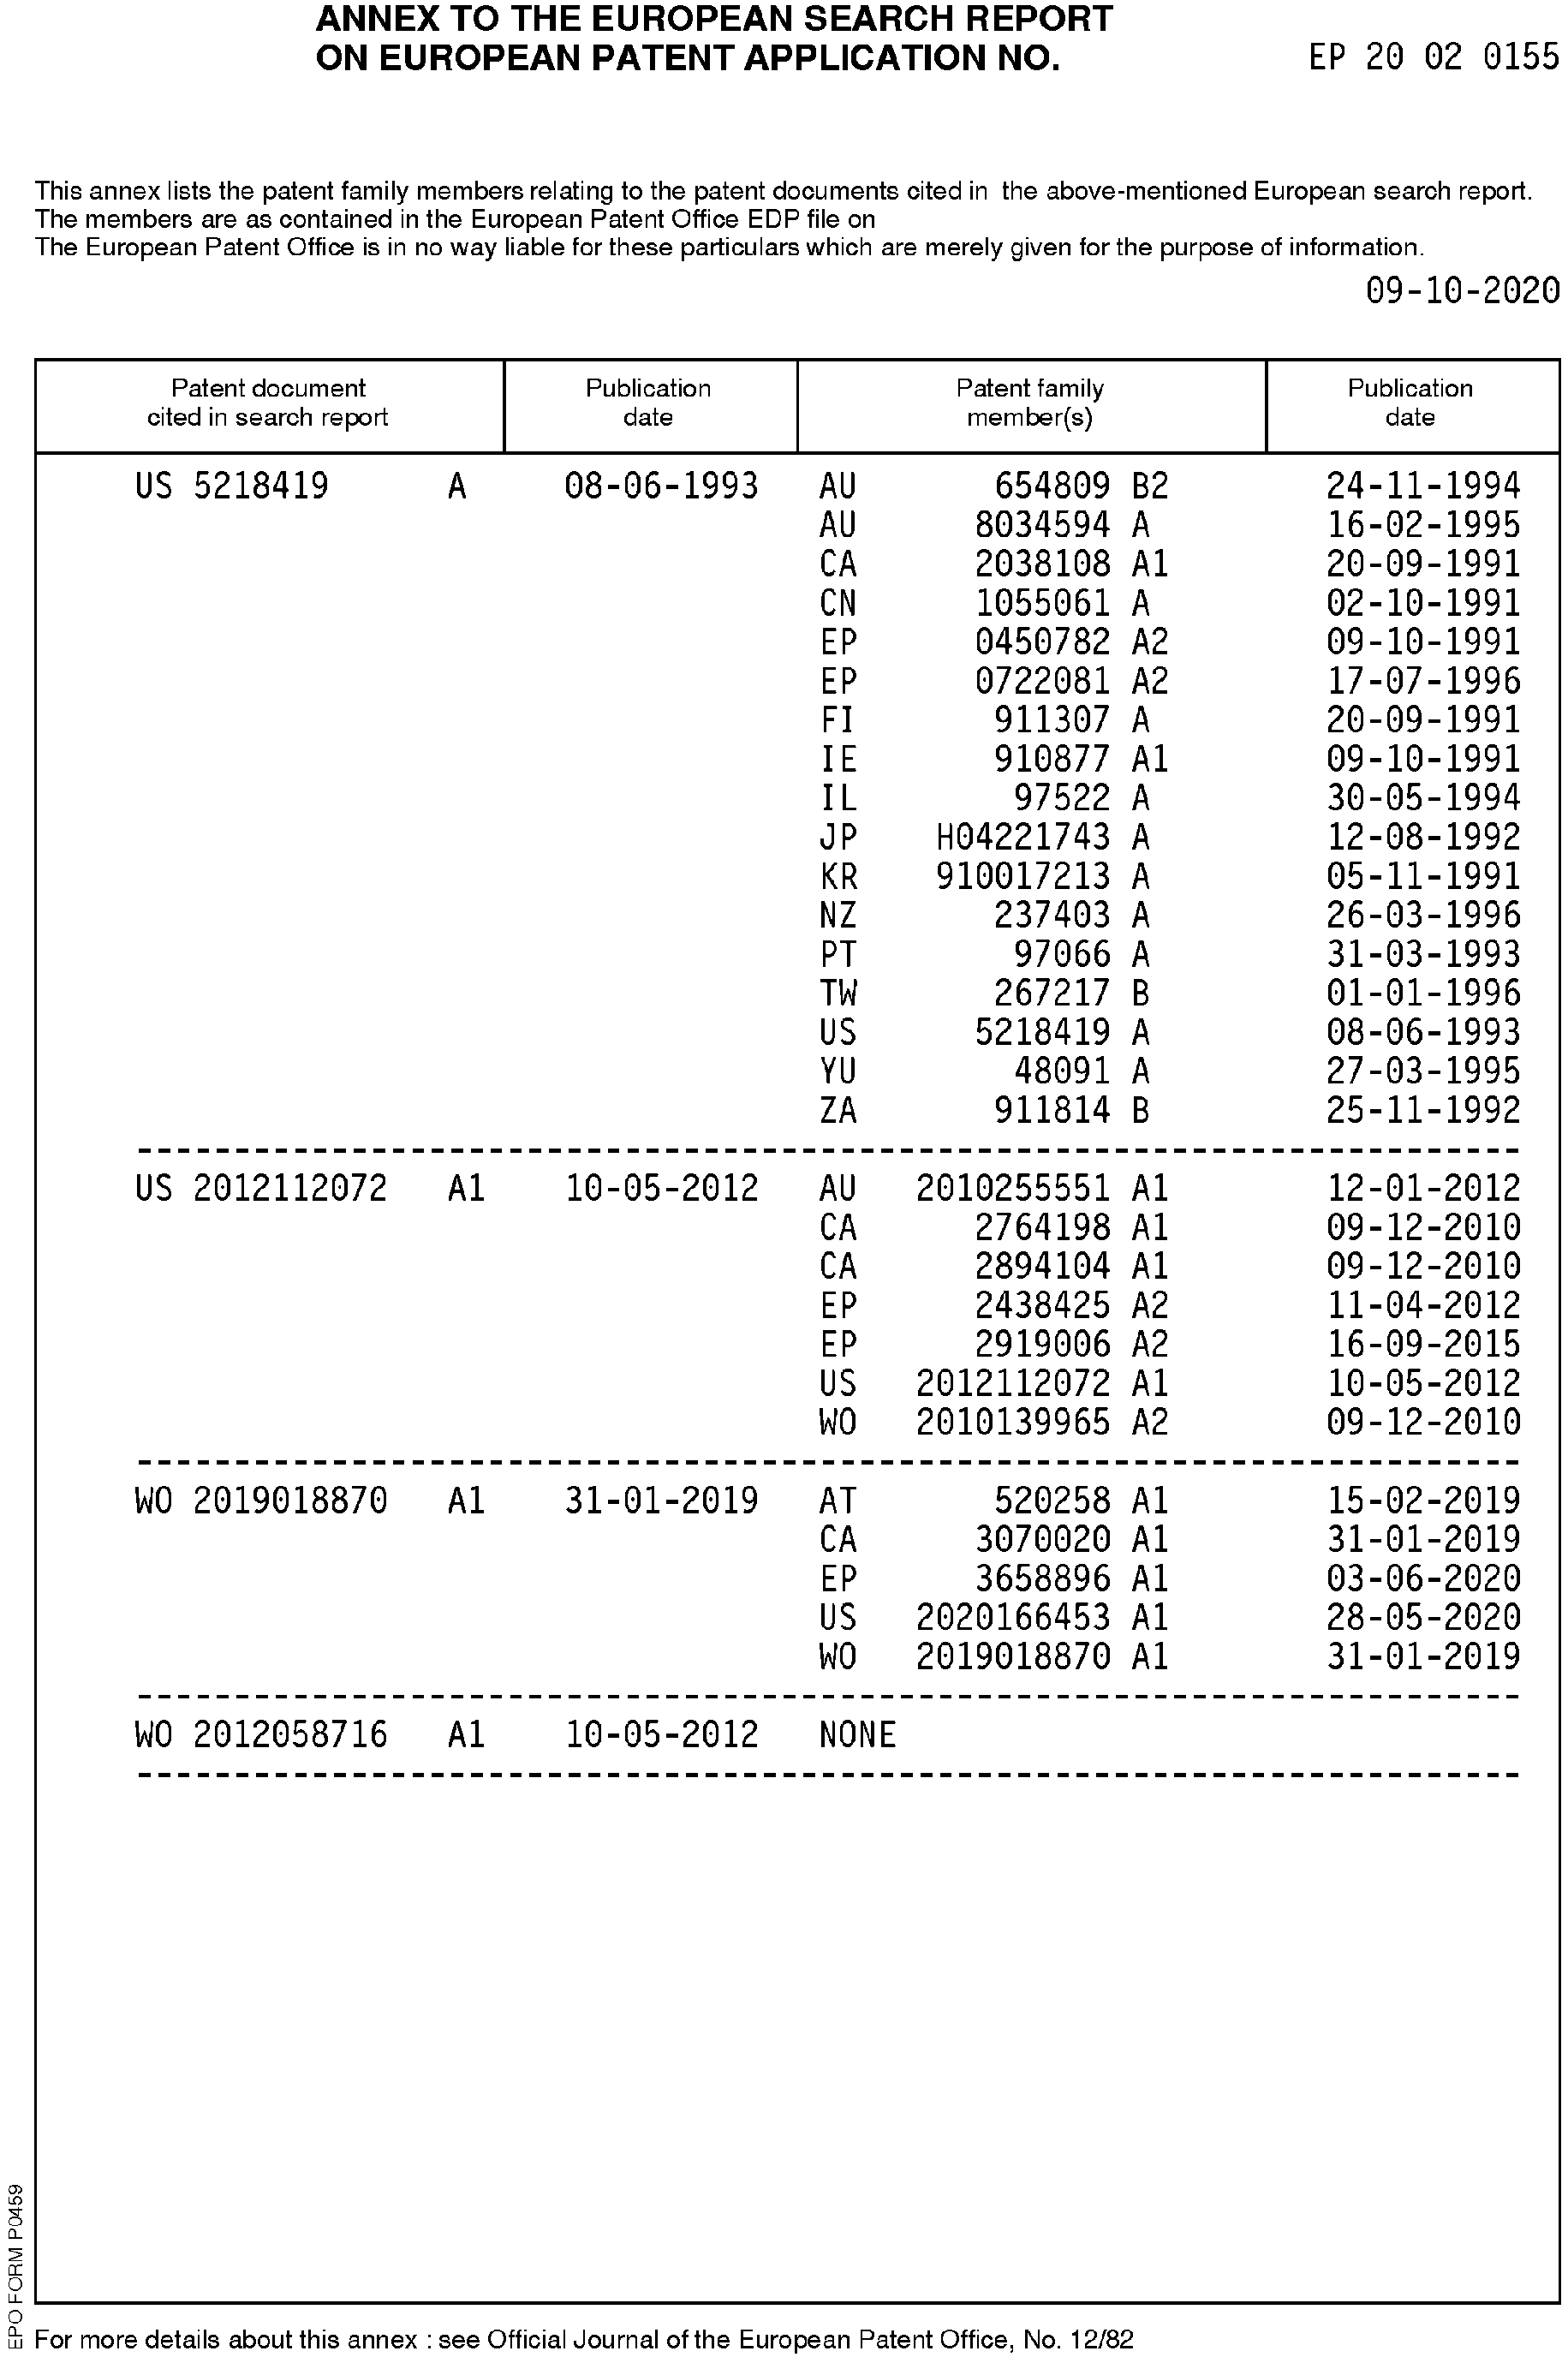 ANNEX TO THE EUROPEAN SEARCH REPORT
ON EUROPEAN PATENT APPLICATION NO. EP 20 02 0155
This annex lists the patent family members relating to the patent documents cited in the above-mentioned European search report.
The members are as contained in the European Patent Office EDP file on
The European Patent Office is in no way liable for these particulars which are merely given for the purpose of information.
09-10-2020
Patent document cited in search report Publication date Patent family member(s) Publication date
US 5218419 A 08-06-1993 AU 654809 B2 24-11-1994
AU 8034594 A 16-02-1995
CA 2038108 A1 20-09-1991
CN 1055061 A 02-10-1991
EP 0450782 A2 09-10-1991
EP 0722081 A2 17-07-1996
FI 911307 A 20-09-1991
IE 910877 A1 09-10-1991
IL 97522 A 30-05-1994
JP H04221743 A 12-08-1992
KR 910017213 A 05-11-1991
NZ 237403 A 26-03-1996
PT 97066 A 31-03-1993
TW 267217 B 01-01-1996
US 5218419 A 08-06-1993
YU 48091 A 27-03-1995
ZA 911814 B 25-11-1992
US 2012112072 A1 10-05-2012 AU 2010255551 A1 12-01-2012
CA 2764198 A1 09-12-2010
CA 2894104 A1 09-12-2010
EP 2438425 A2 11-04-2012
EP 2919006 A2 16-09-2015
US 2012112072 A1 10-05-2012
WO 2010139965 A2 09-12-2010
WO 2019018870 A1 31-01-2019 AT 520258 A1 15-02-2019
CA 3070020 A1 31-01-2019
EP 3658896 A1 03-06-2020
US 2020166453 A1 28-05-2020
WO 2019018870 A1 31-01-2019
WO 2012058716 A1 10-05-2012 NONE
EPO FORM P0459
For more details about this annex : see Official Journal of the European Patent Office, No. 12/82